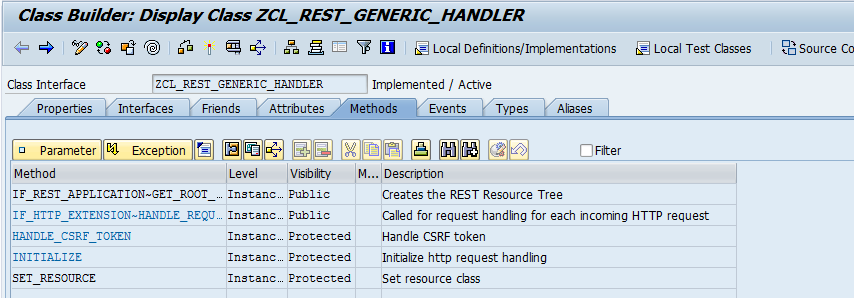 Class Builder: Display Class ZCL_REST_GENERIC_HANDLER
Local Definitions/Implementations Local Test Classes Source Co
Class Interface ZCL_REST_GENERIC_HANDLER Implemented / Active
Properties Interfaces Friends Attributes Methods Events Types Aliases
Parameter Exception Filter
Method Level Visibility M... Description
IF_REST_APPLICATION~GET_ROOT_... Instanc... Public Creates the REST Resource Tree
IF_HTTP_EXTENSION~HANDLE_REQU... Instanc... Public Called for request handling for each incoming HTTP request
HANDLE_CSRF_TOKEN Instanc... Protected Handle CSRF token
INITIALIZE Instanc... Protected Initialize http request handling
SET_RESOURCE Instanc... Protected Set resource class